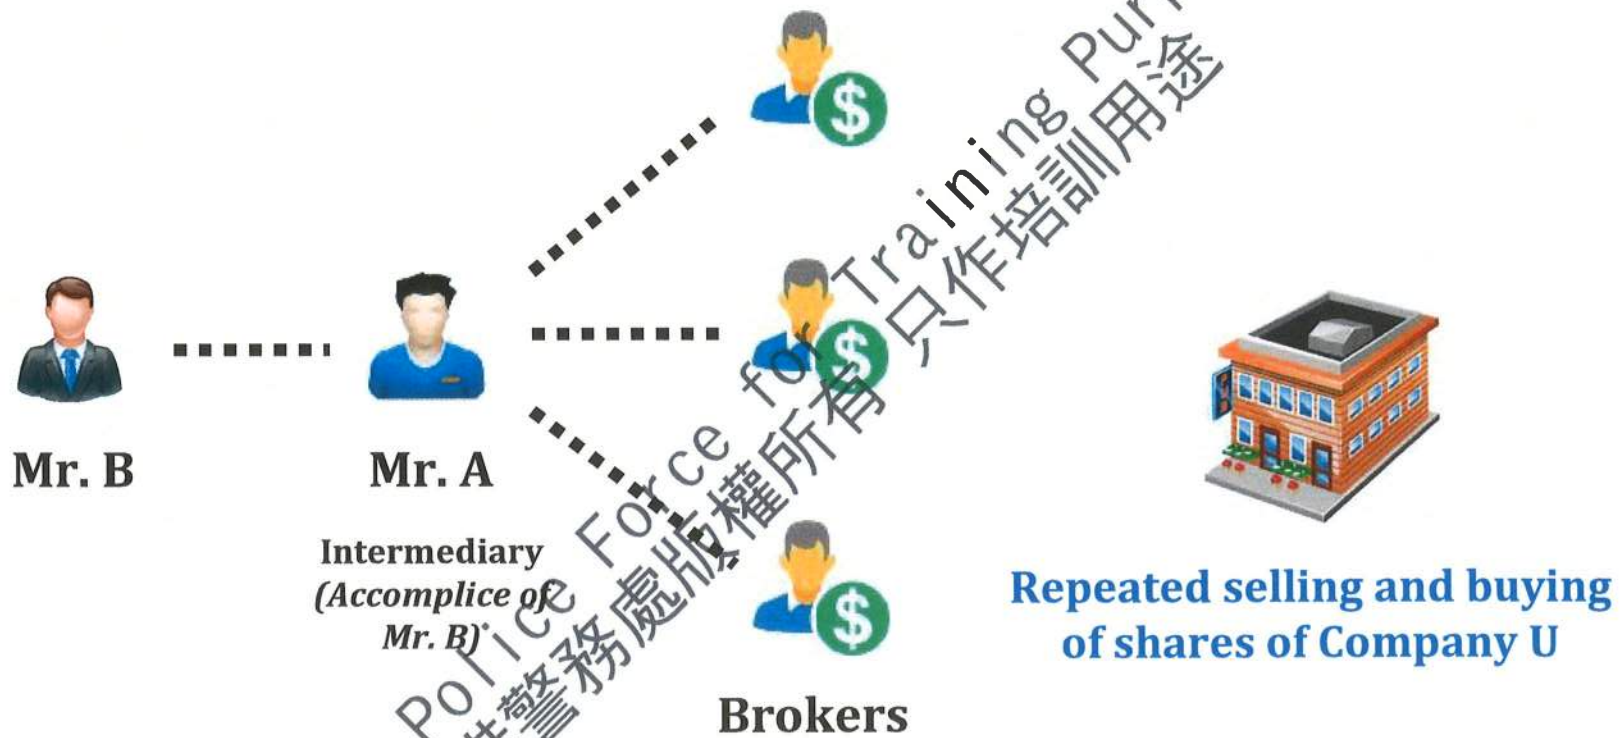 Mr. B
Mr. A
Intermediary
(Accomplice of
Mr. B)
Brokers
Repeated selling and buying
of shares of Company U
Police Force for Training
警務處版權所有 只作培訓用途